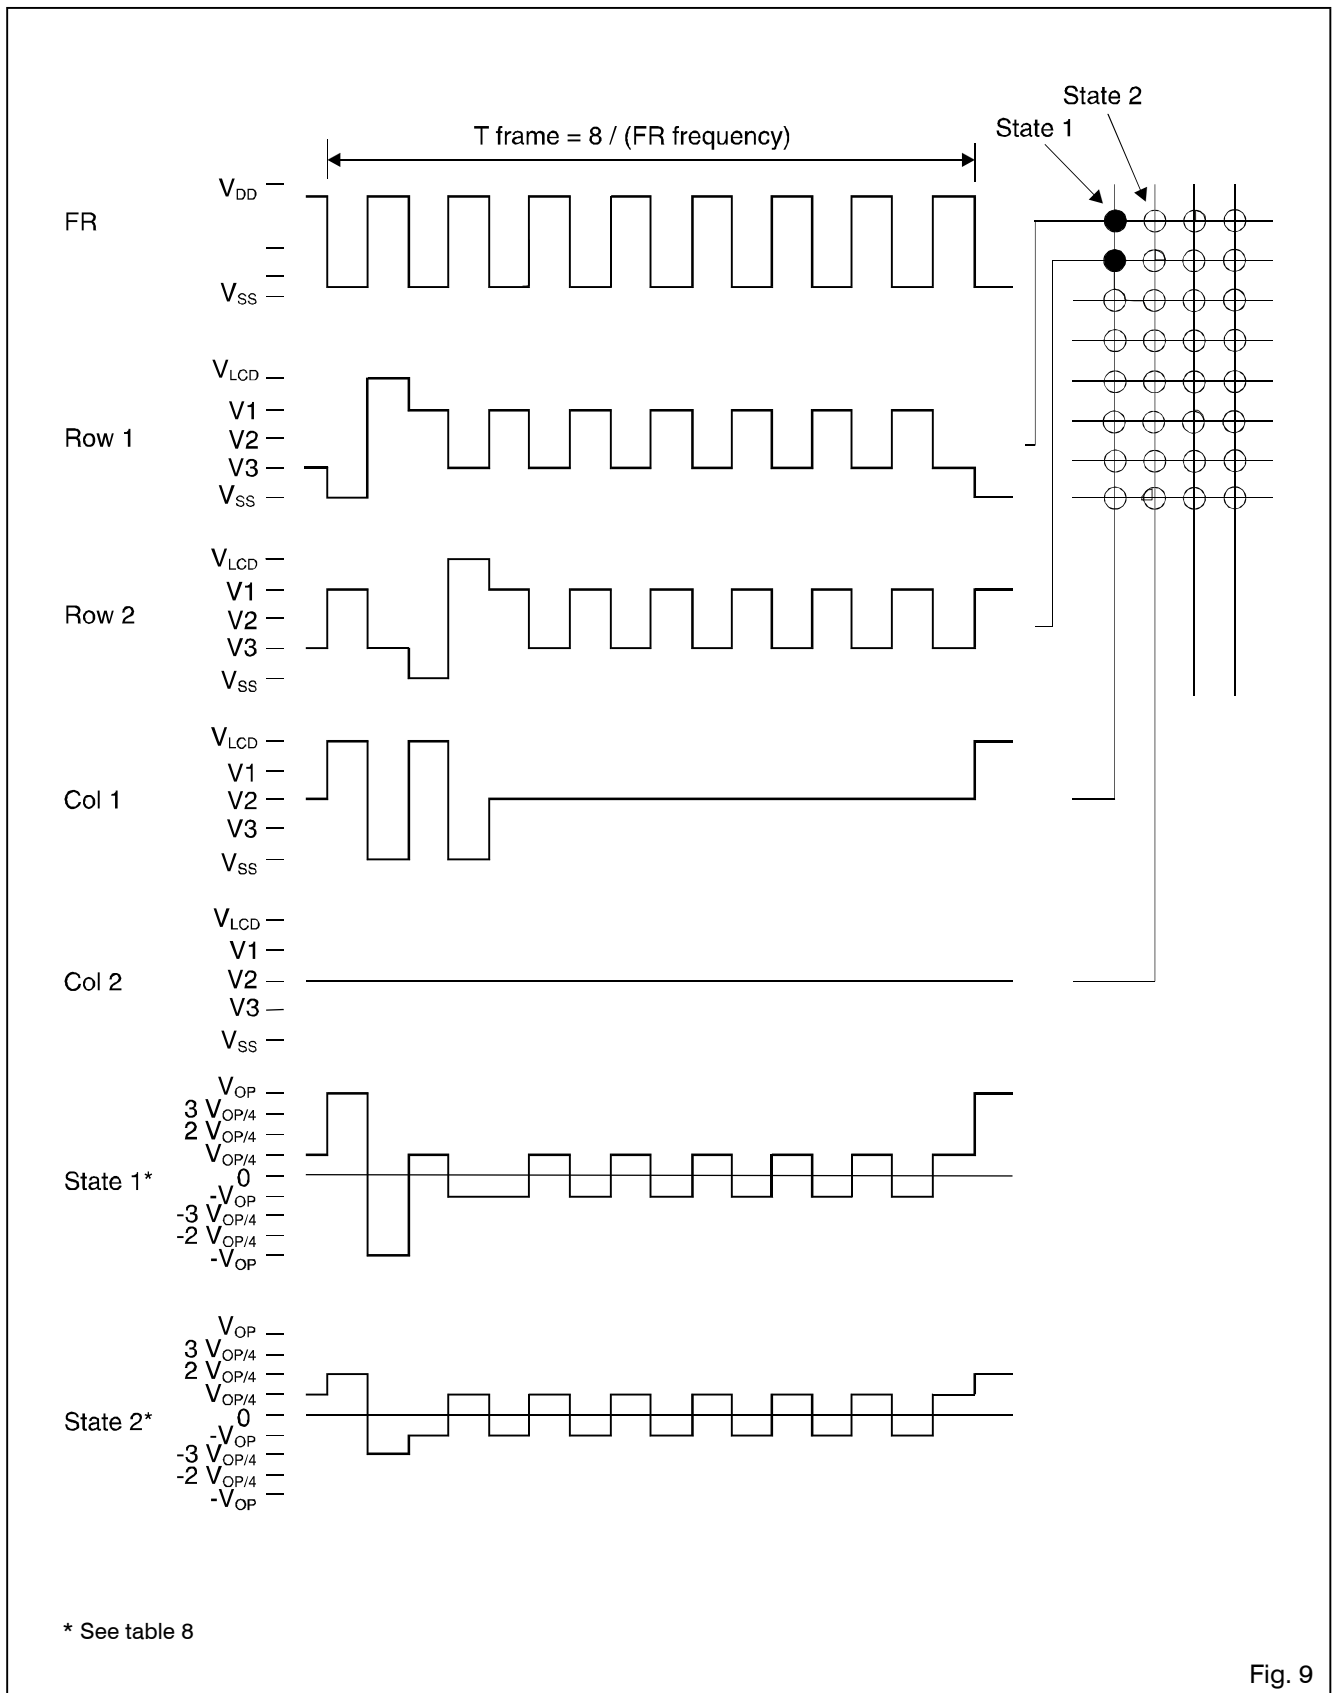 State 2
State 1
T frame = 8 / (FR frequency)
FR
VDD
VSS
Row 1
VLCD
V1
V2
V3
VSS
Row 2
VLCD
V1
V2
V3
VSS
Col 1
VLCD
V1
V2
V3
VSS
Col 2
VLCD
V1
V2
V3
VSS
State 1*
VOP
3 VOP/4
2 VOP/4
VOP/4
0
-VOP
-3 VOP/4
-2 VOP/4
-VOP
State 2*
VOP
3 VOP/4
2 VOP/4
VOP/4
0
-VOP
-3 VOP/4
-2 VOP/4
-VOP
* See table 8
Fig. 9